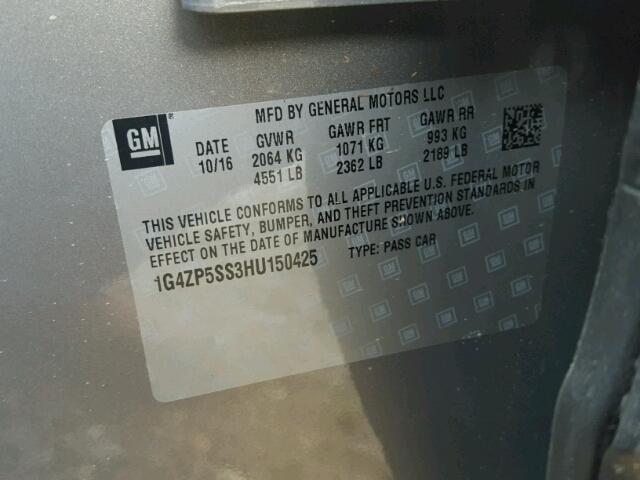 MFD BY GENERAL MOTORS LLC
GM®
DATE GVWR GAWR FRT GAWR RR
10/16 2064 KG 1071 KG 993 KG
4551 LB 2362 LB 2189 LB
THIS VEHICLE CONFORMS TO ALL APPLICABLE U.S. FEDERAL MOTOR
VEHICLE SAFETY, BUMPER, AND THEFT PREVENTION STANDARDS IN
EFFECT ON THE DATE OF MANUFACTURE SHOWN ABOVE.
1G4ZP5SS3HU150425 TYPE: PASS CAR